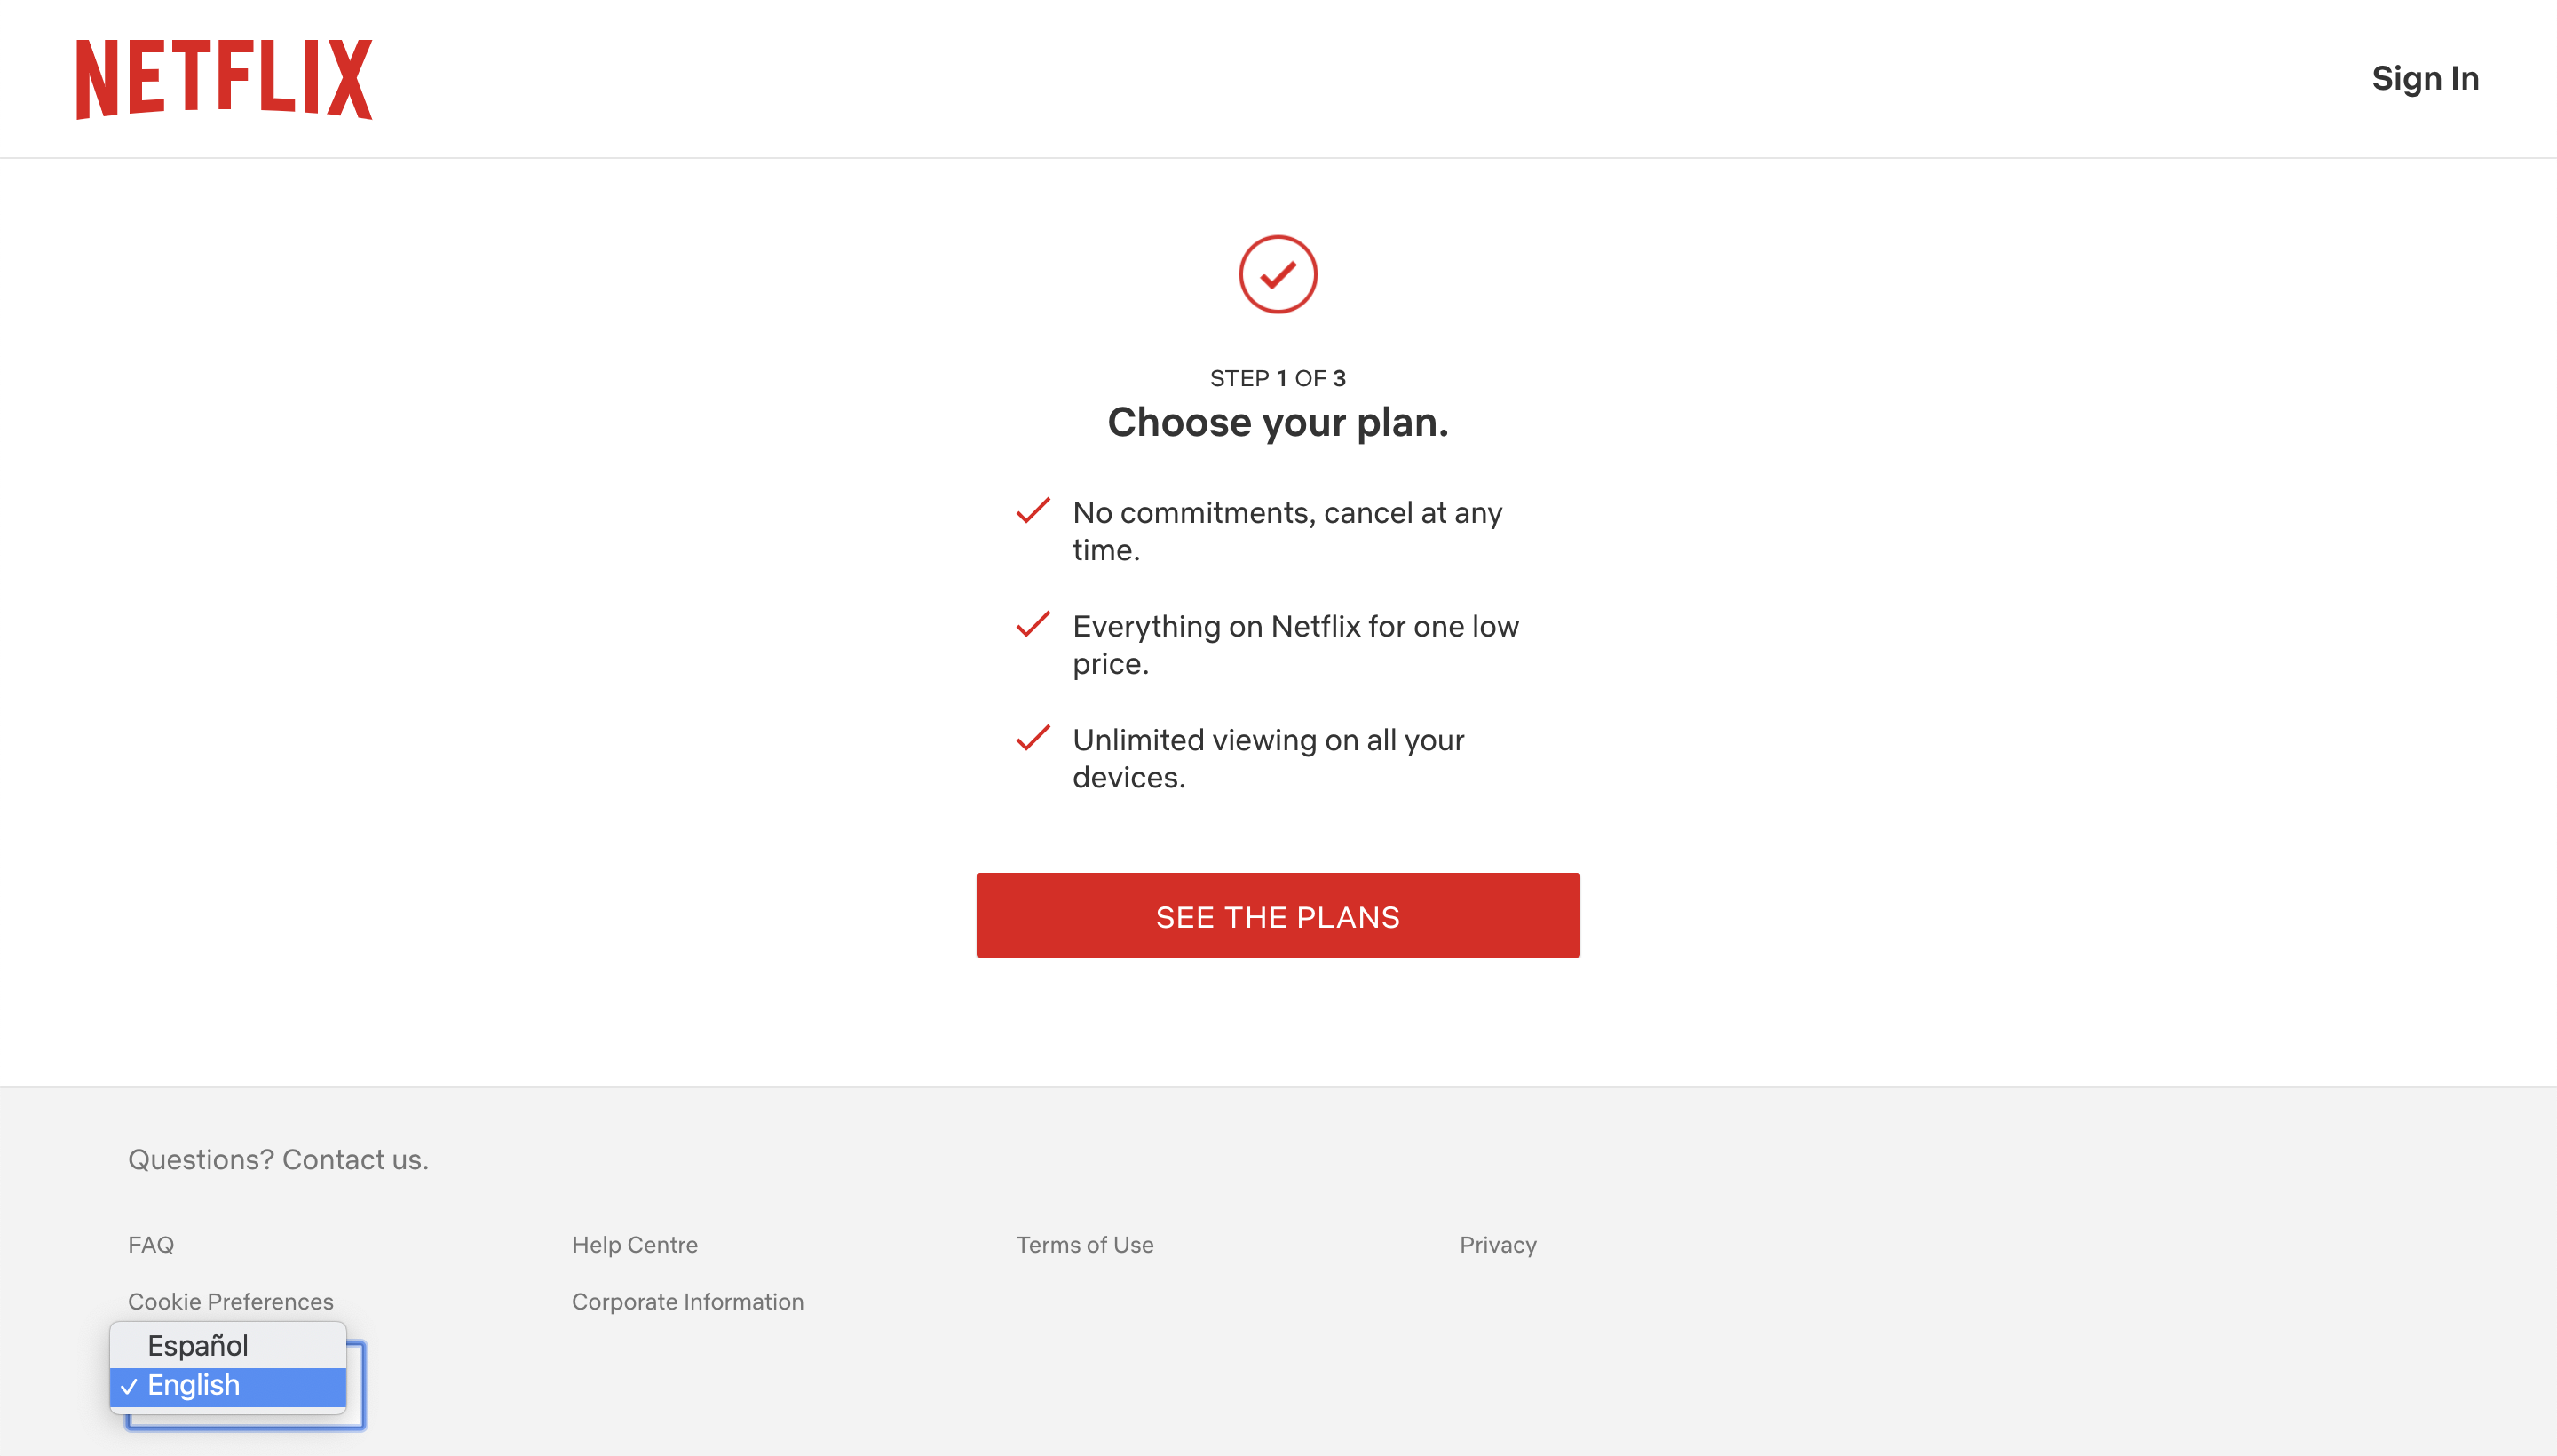 NETFLIX
Sign In
STEP 1 OF 3
Choose your plan.
No commitments, cancel at any
time.
Everything on Netflix for one low
price.
Unlimited viewing on all your
devices.
SEE THE PLANS
Questions? Contact us.
FAQ
Help Centre
Terms of Use
Privacy
Cookie Preferences
Corporate Information
Español
English